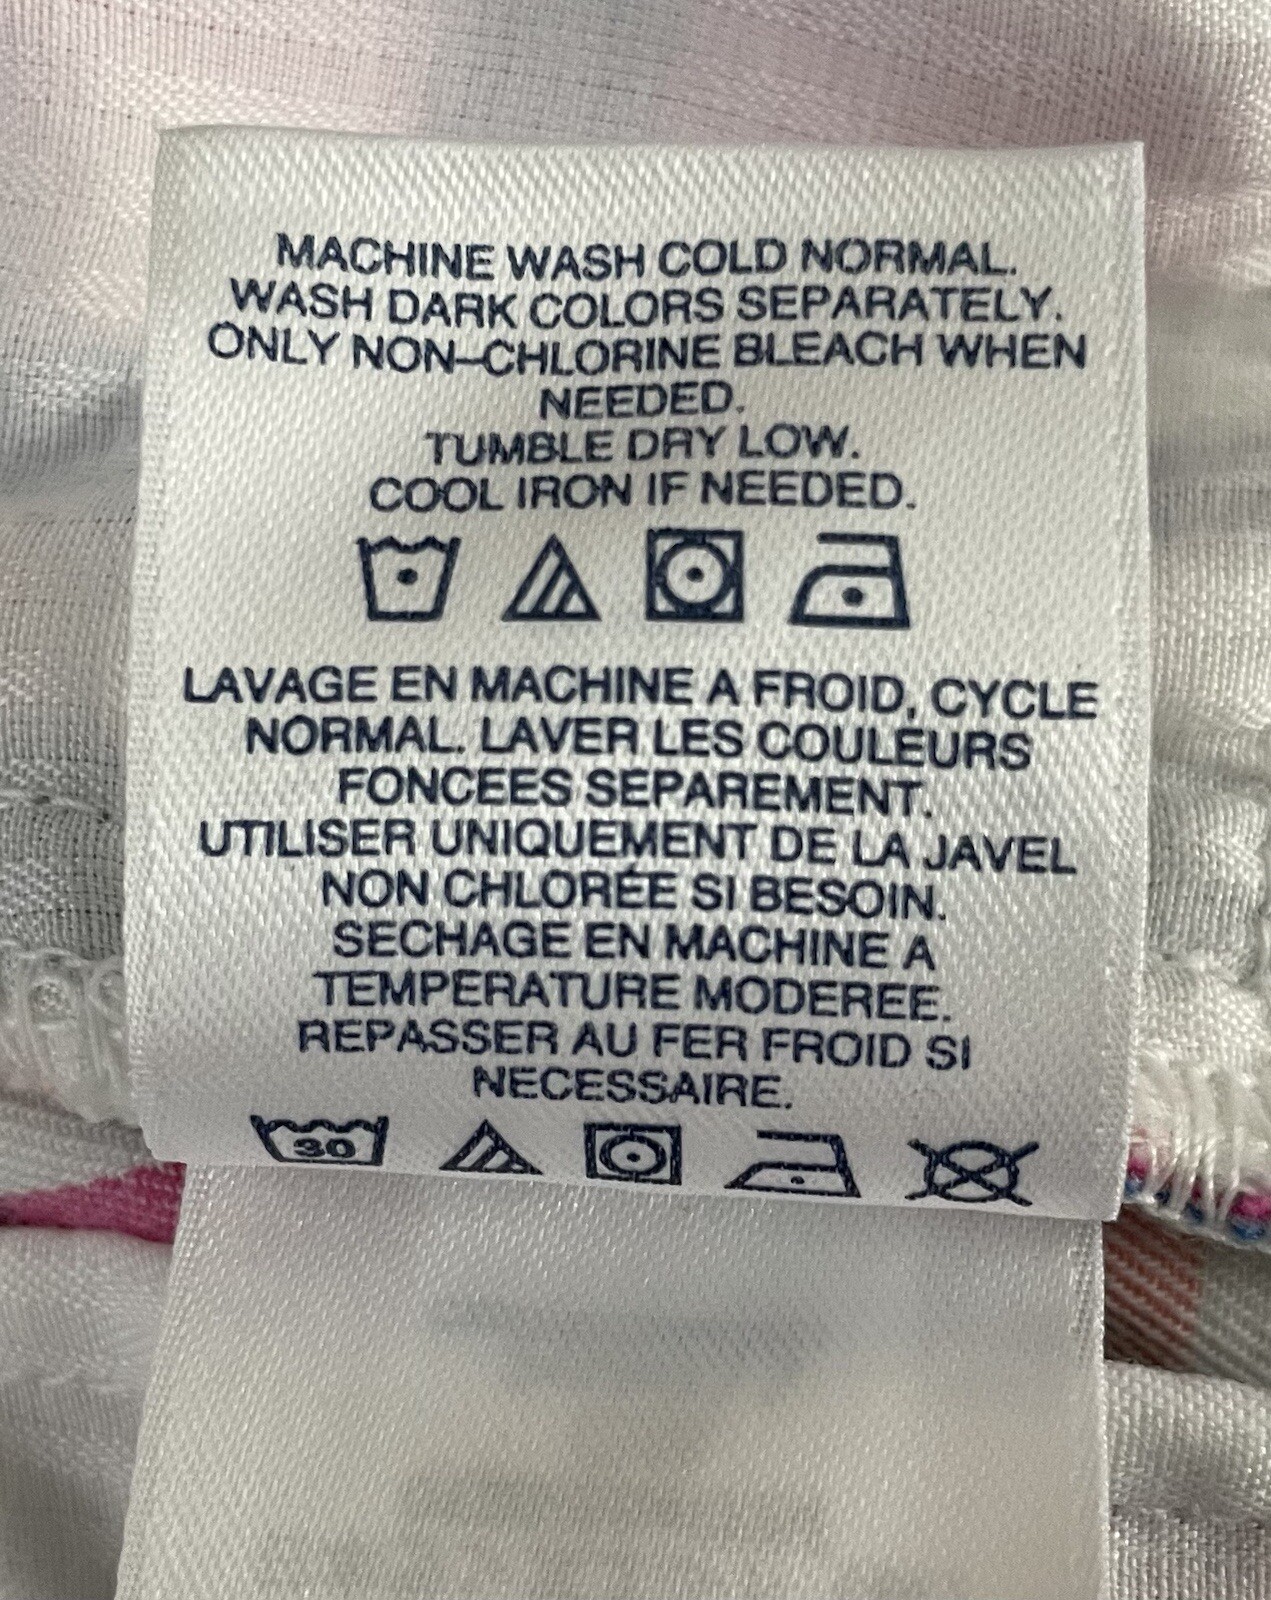 MACHINE WASH COLD NORMAL.
WASH DARK COLORS SEPARATELY.
ONLY NON-CHLORINE BLEACH WHEN
NEEDED.
TUMBLE DRY LOW.
COOL IRON IF NEEDED.
LAVAGE EN MACHINE A FROID, CYCLE
NORMAL. LAVER LES COULEURS
FONCEES SEPAREMENT.
UTILISER UNIQUEMENT DE LA JAVEL
NON CHLORÉE SI BESOIN.
SECHAGE EN MACHINE A
TEMPERATURE MODEREE.
REPASSER AU FER FROID SI
NECESSAIRE.
30